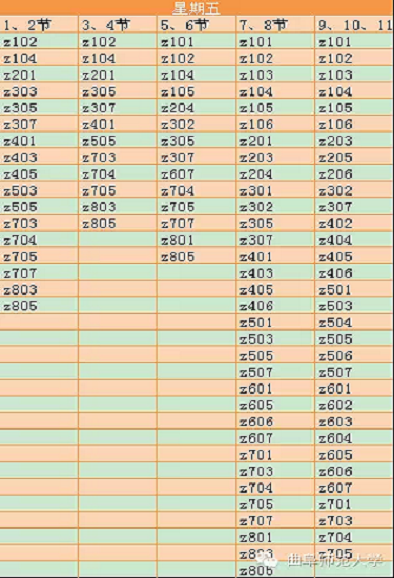 星期五
1、2节 3、4节 5、6节 7、8节 9、10、11
z102 z102 z101 z101 z101
z104 z104 z102 z102 z102
z201 z201 z104 z103 z103
z303 z305 z105 z104 z104
z305 z307 z204 z105 z105
z307 z401 z302 z106 z106
z401 z505 z305 z201 z203
z403 z703 z307 z203 z205
z405 z704 z607 z204 z206
z503 z705 z704 z301 z302
z505 z803 z705 z302 z307
z703 z805 z707 z305 z402
z704 z801 z307 z404
z705 z805 z401 z405
z707 z403 z406
z803 z405 z501
z805 z406 z503
z501 z504
z503 z505
z505 z506
z507 z507
z601 z601
z605 z602
z606 z603
z607 z604
z701 z605
z703 z606
z704 z607
z705 z701
z707 z703
z801 z704
z803 z705
z805
曲阜师范大学